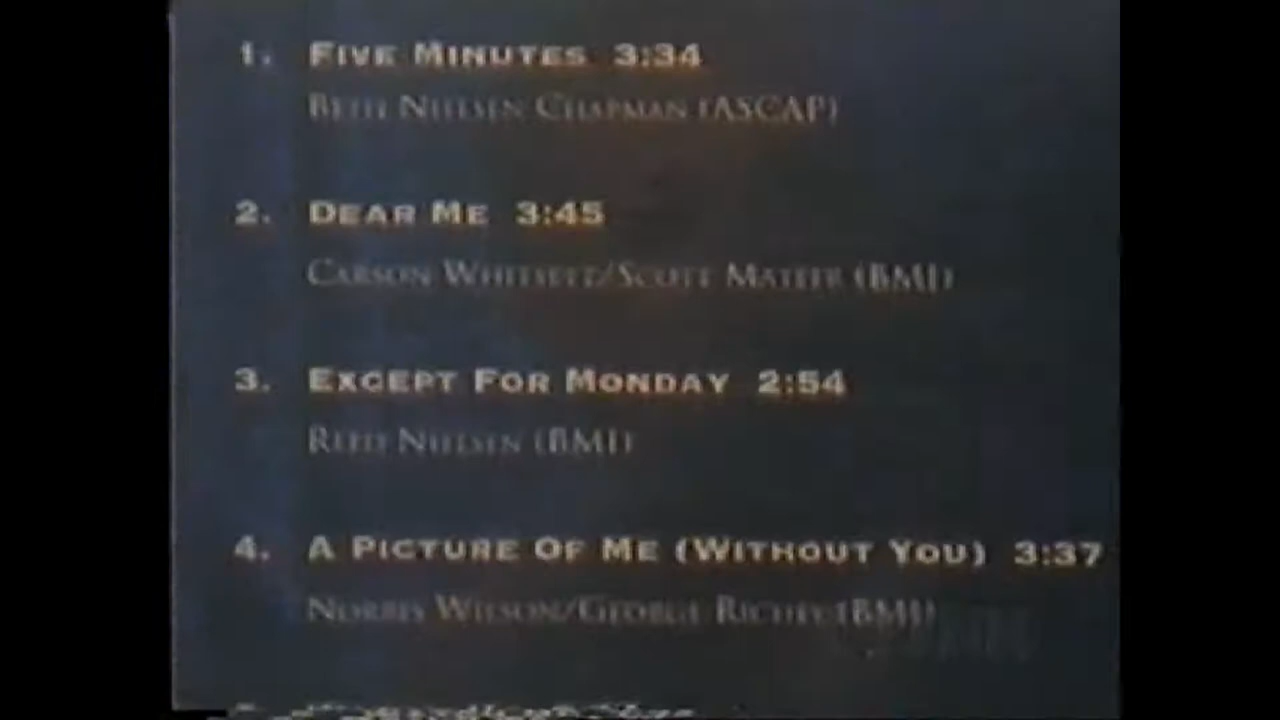 1. FIVE MINUTES 3:34
BETH NIELSEN CHAPMAN (ASCAP)
2. DEAR ME 3:45
CARSON WHITSETT/SCOTT MATEER (BMI)
3. EXCEPT FOR MONDAY 2:54
REED NIELSEN (BMI)
4. A PICTURE OF ME (WITHOUT YOU) 3:37
NORRIS WILSON/GEORGE RICHEY (BMI)